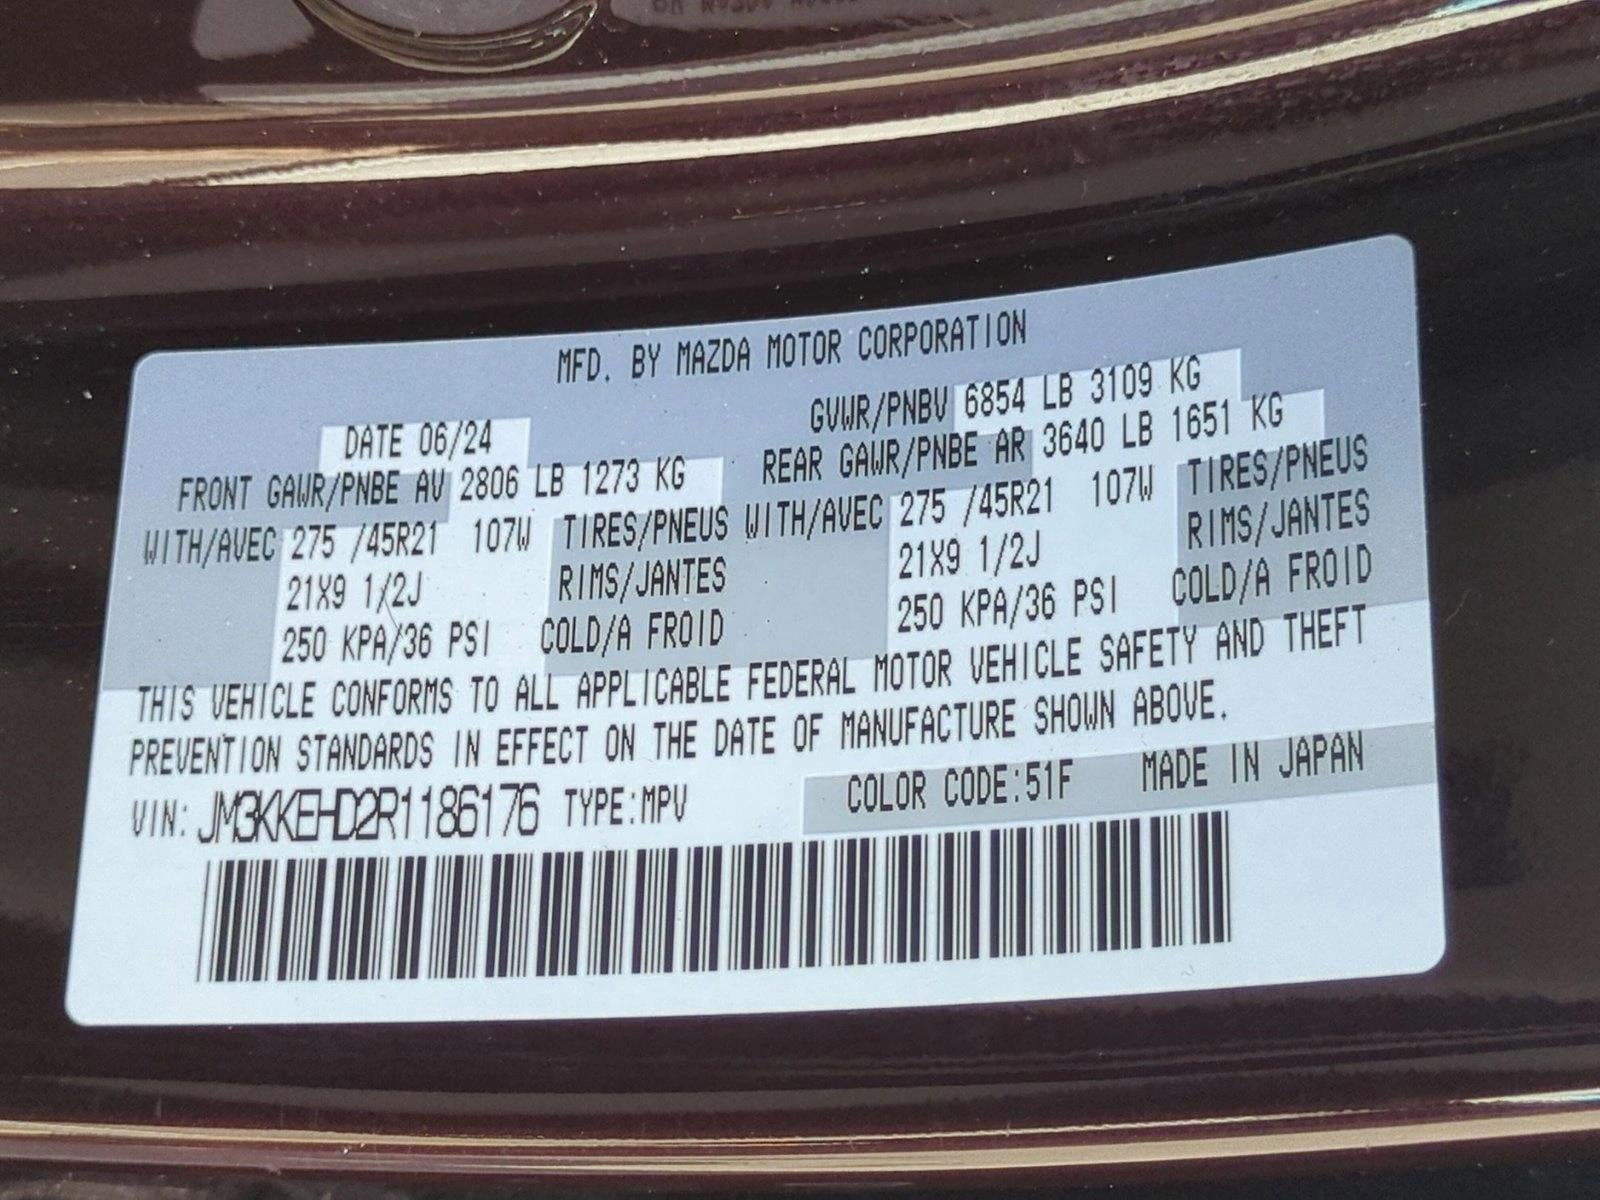 MFD. BY MAZDA MOTOR CORPORATION
DATE 06/24 GVWR/PNBV 6854 LB 3109 KG
FRONT GAWR/PNBE AV 2806 LB 1273 KG REAR GAWR/PNBE AR 3640 LB 1651 KG
WITH/AVEC 275 /45R21 107W TIRES/PNEUS WITH/AVEC 275 /45R21 107W TIRES/PNEUS
21X9 1/2J RIMS/JANTES 21X9 1/2J RIMS/JANTES
250 KPA/36 PSI COLD/A FROID 250 KPA/36 PSI COLD/A FROID
THIS VEHICLE CONFORMS TO ALL APPLICABLE FEDERAL MOTOR VEHICLE SAFETY AND THEFT
PREVENTION STANDARDS IN EFFECT ON THE DATE OF MANUFACTURE SHOWN ABOVE.
VIN: JM3KKEHD2R1186176 TYPE:MPV COLOR CODE:51F MADE IN JAPAN